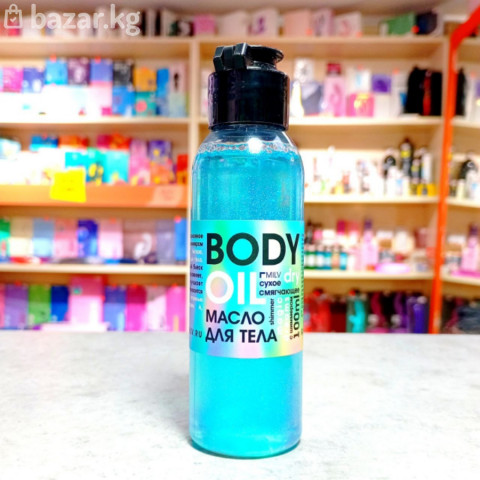 bazar.kg
BODY
OIL
MILV dry
сухое
смягчающее
МАСЛО
ДЛЯ ТЕЛА
shimmer
100ml